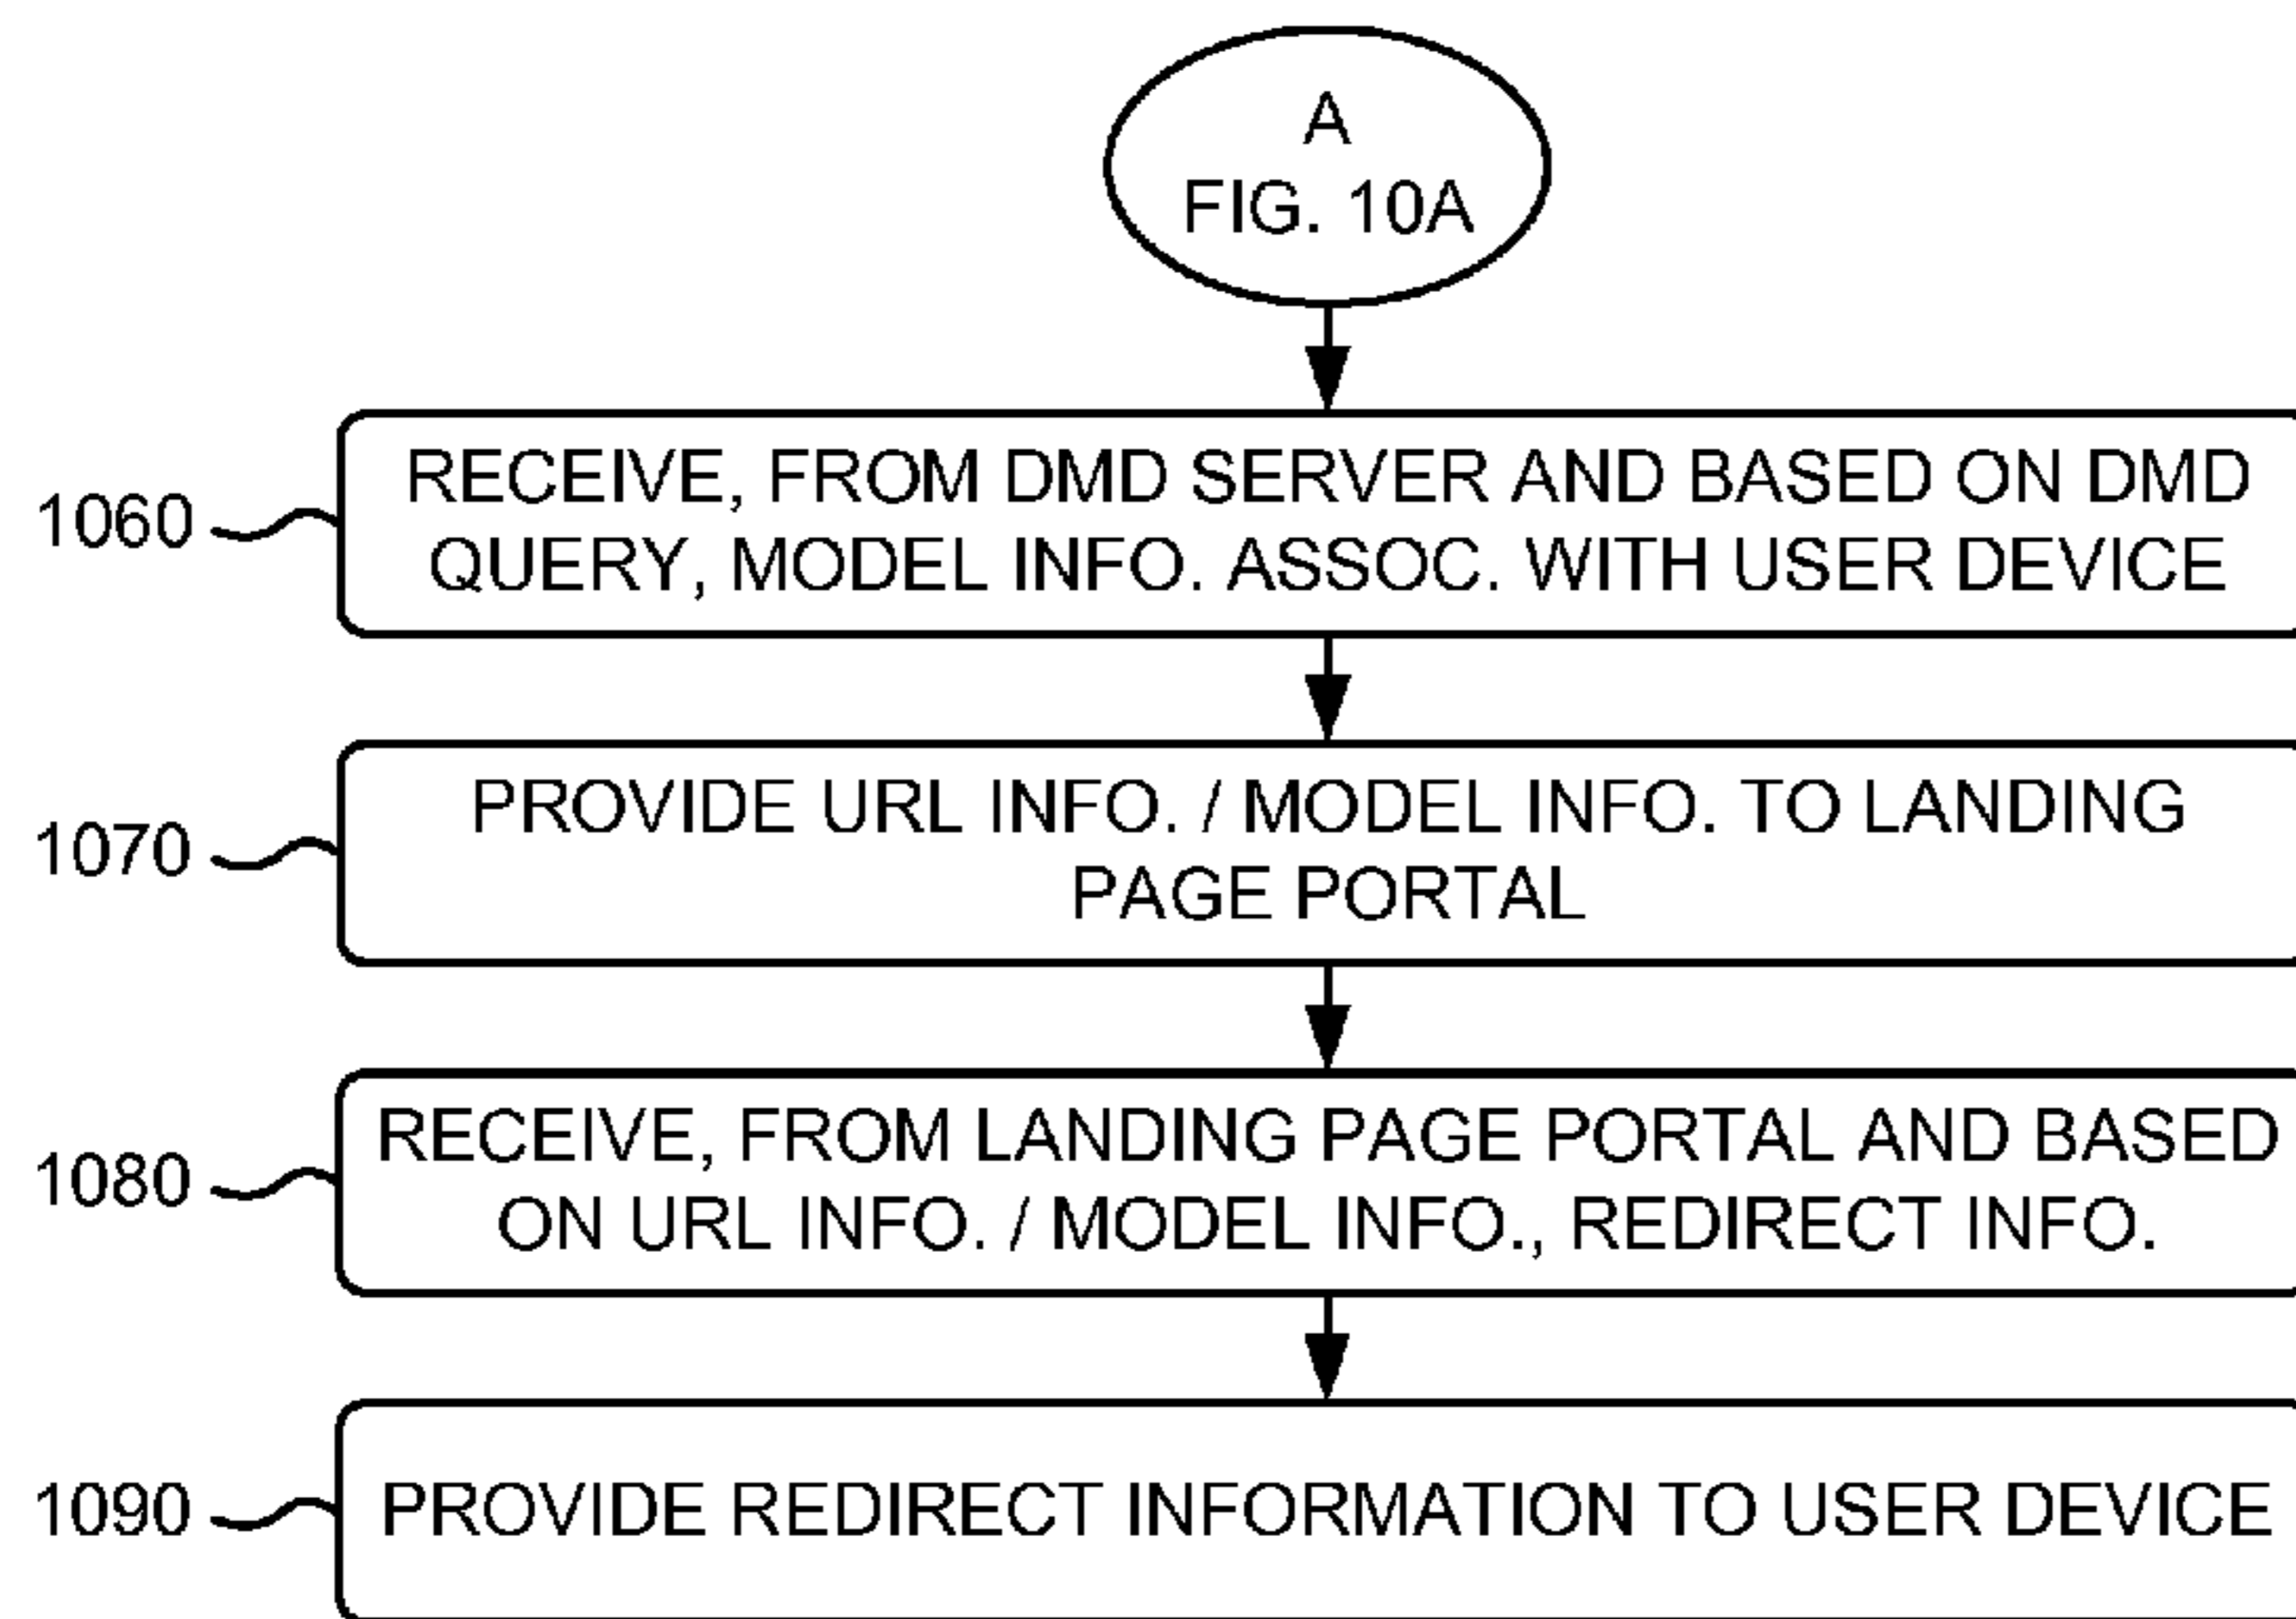 A
FIG. 10A
1060
RECEIVE, FROM DMD SERVER AND BASED ON DMD
QUERY, MODEL INFO. ASSOC. WITH USER DEVICE
1070
PROVIDE URL INFO. / MODEL INFO. TO LANDING
PAGE PORTAL
1080
RECEIVE, FROM LANDING PAGE PORTAL AND BASED
ON URL INFO. / MODEL INFO., REDIRECT INFO.
1090
PROVIDE REDIRECT INFORMATION TO USER DEVICE